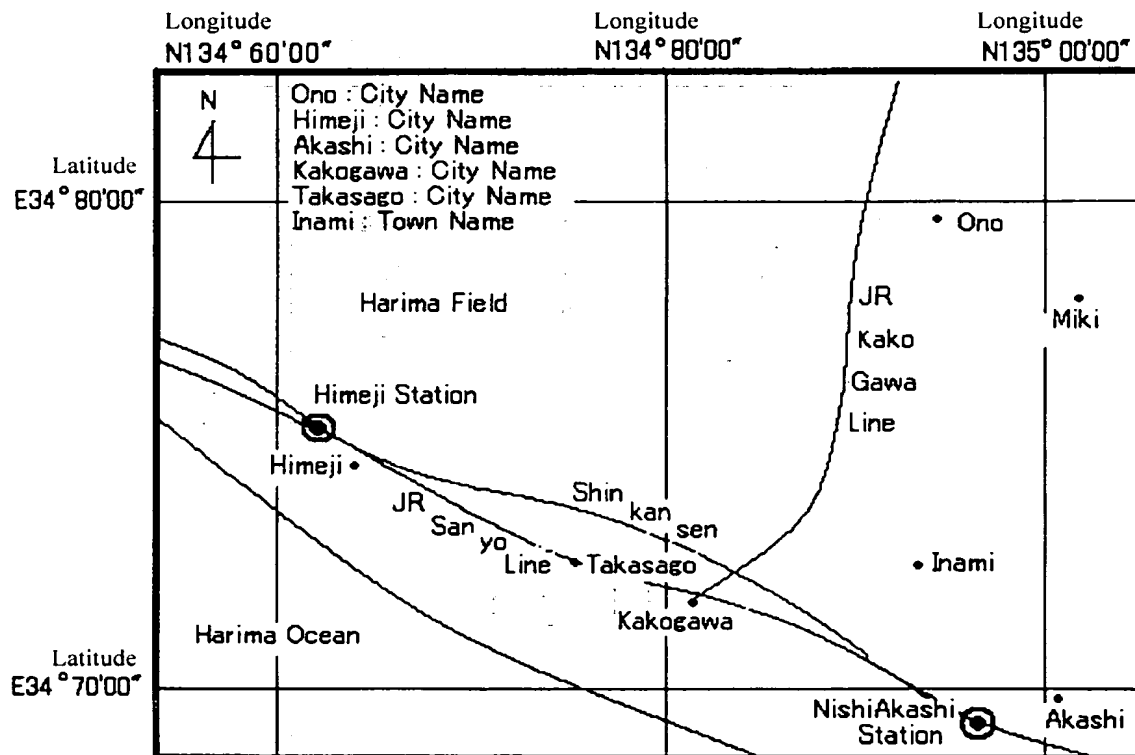 Longitude
N134° 60'00"
Longitude
N134° 80'00"
Longitude
N135° 00'00"
N
Ono : City Name
Himeji : City Name
Akashi : City Name
Kakogawa : City Name
Takasago : City Name
Inami : Town Name
Latitude
E34° 80'00"
Ono
Harima Field
JR
Kako
Gawa
Line
Miki
Himeji Station
Himeji
JR
San
yo
Line
Shin
kan
sen
Takasago
Inami
Kakogawa
Harima Ocean
Latitude
E34° 70'00"
NishiAkashi
Station
Akashi